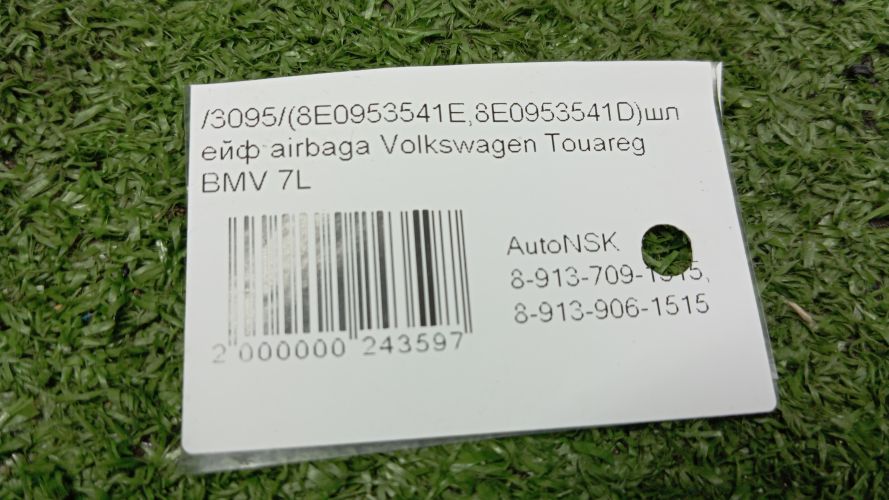 /3095/(8E0953541E,8E0953541D)шл
ейф airbaga Volkswagen Touareg
BMV 7L
AutoNSK
8-913-709-1515,
8-913-906-1515
2 000000 243597